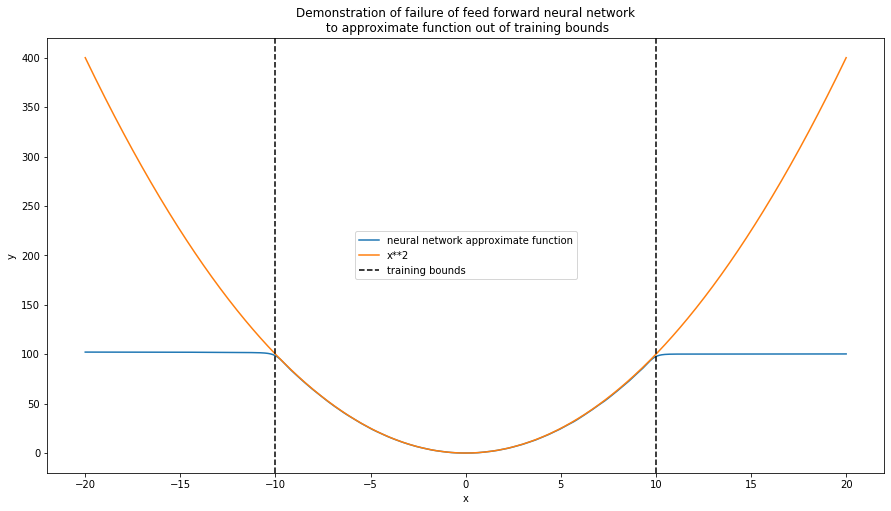 Demonstration of failure of feed forward neural network
to approximate function out of training bounds
y
400
350
300
250
200
150
100
50
0
neural network approximate function
x**2
training bounds
−20 −15 −10 −5 0 5 10 15 20
x